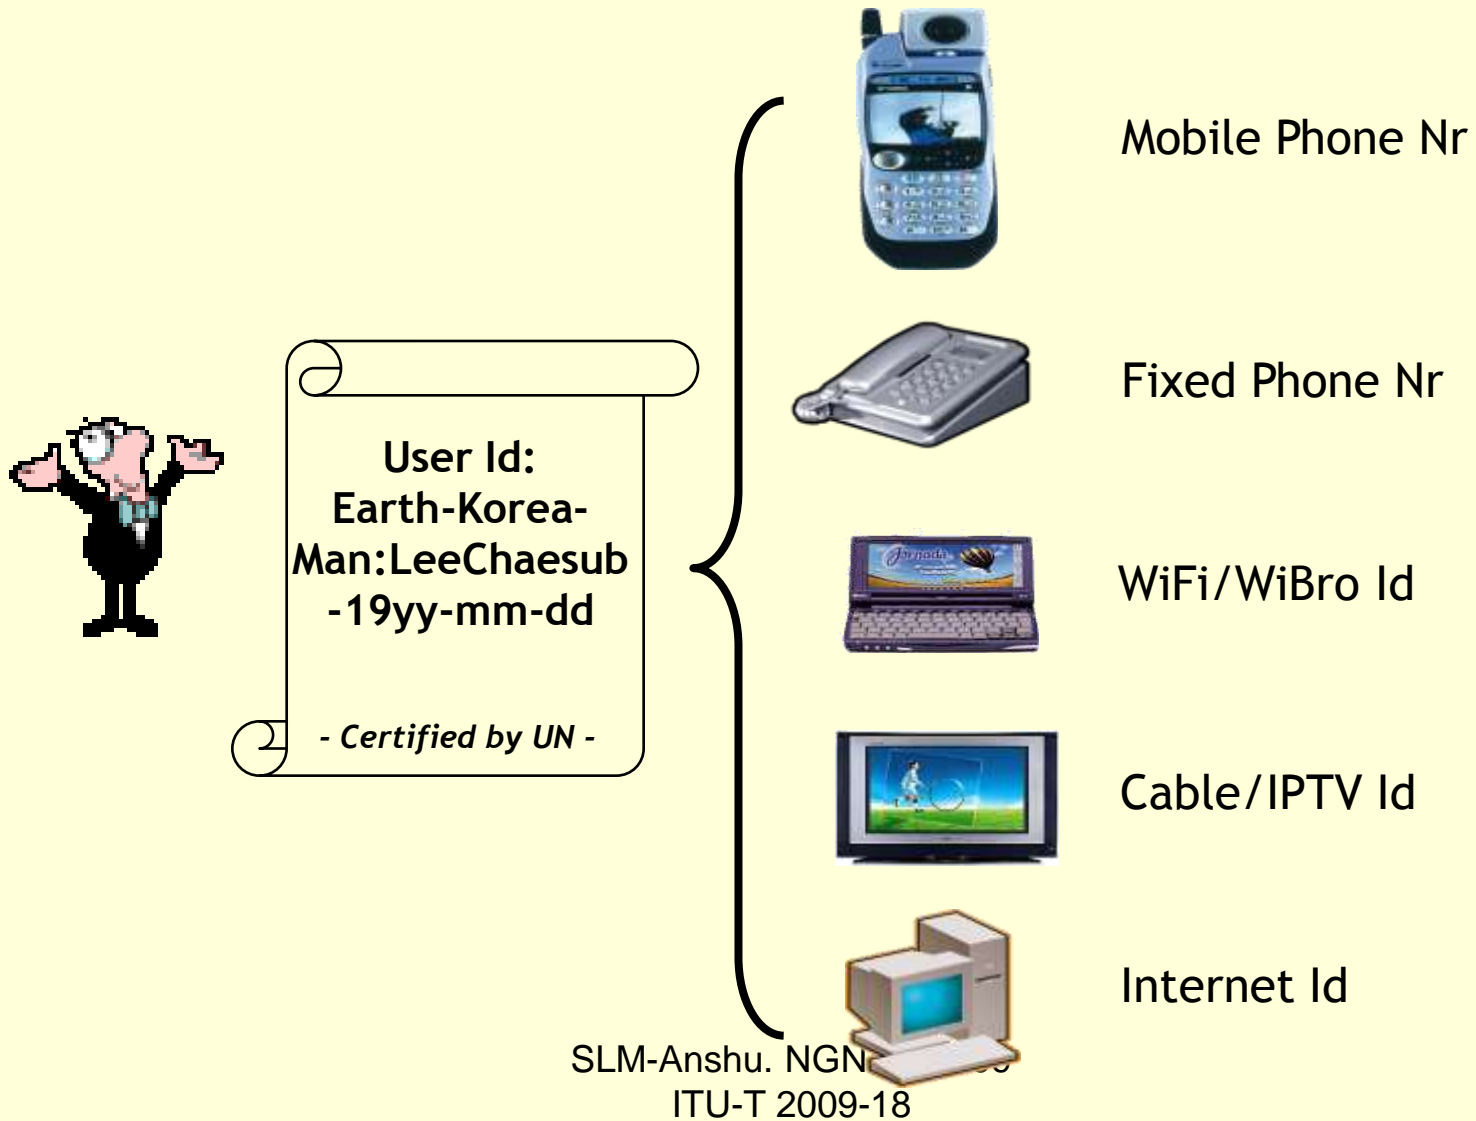 Mobile Phone Nr
Fixed Phone Nr
User Id:
Earth-Korea-
Man:LeeChaesub
-19yy-mm-dd
- Certified by UN -
Jornada
WiFi/WiBro Id
Cable/IPTV Id
Internet Id
SLM-Anshu. NGN
ITU-T 2009-18